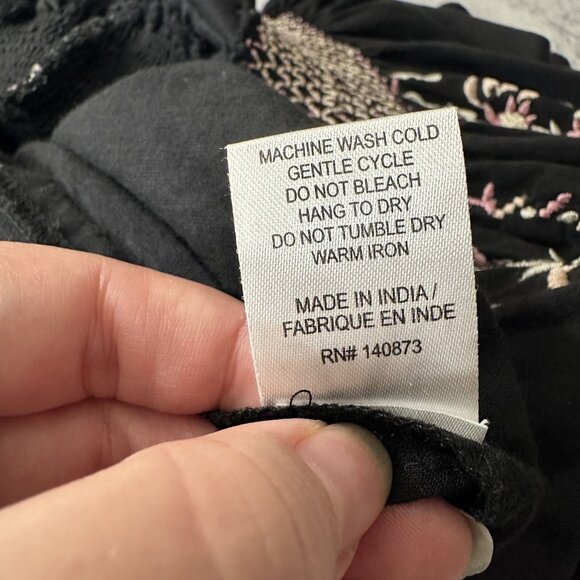 MACHINE WASH COLD
GENTLE CYCLE
DO NOT BLEACH
HANG TO DRY
DO NOT TUMBLE DRY
WARM IRON
MADE IN INDIA /
FABRIQUE EN INDE
RN# 140873